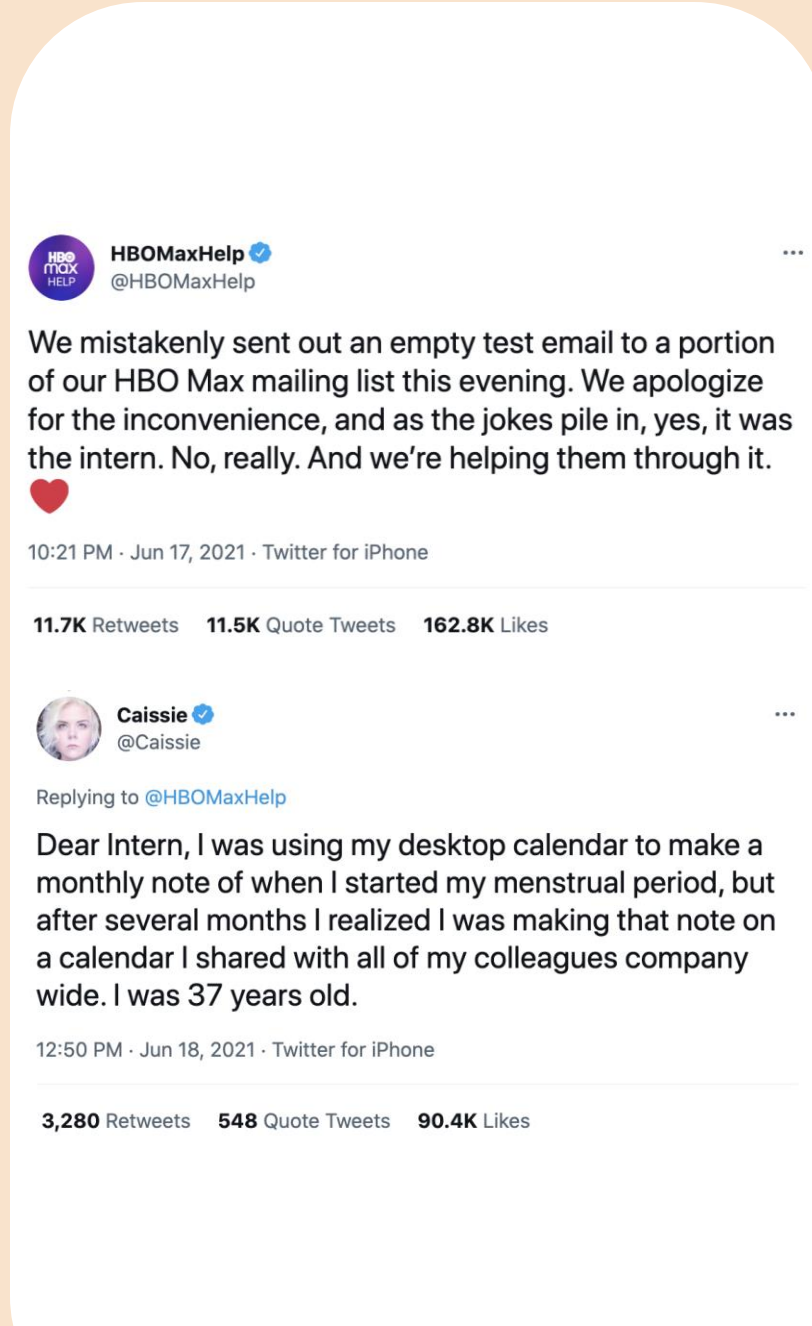 HBO
max
HELP
HBOMaxHelp
@HBOMaxHelp
We mistakenly sent out an empty test email to a portion
of our HBO Max mailing list this evening. We apologize
for the inconvenience, and as the jokes pile in, yes, it was
the intern. No, really. And we’re helping them through it.
❤️
10:21 PM · Jun 17, 2021 · Twitter for iPhone
11.7K Retweets 11.5K Quote Tweets 162.8K Likes
Caissie
@Caissie
Replying to @HBOMaxHelp
Dear Intern, I was using my desktop calendar to make a
monthly note of when I started my menstrual period, but
after several months I realized I was making that note on
a calendar I shared with all of my colleagues company
wide. I was 37 years old.
12:50 PM · Jun 18, 2021 · Twitter for iPhone
3,280 Retweets 548 Quote Tweets 90.4K Likes